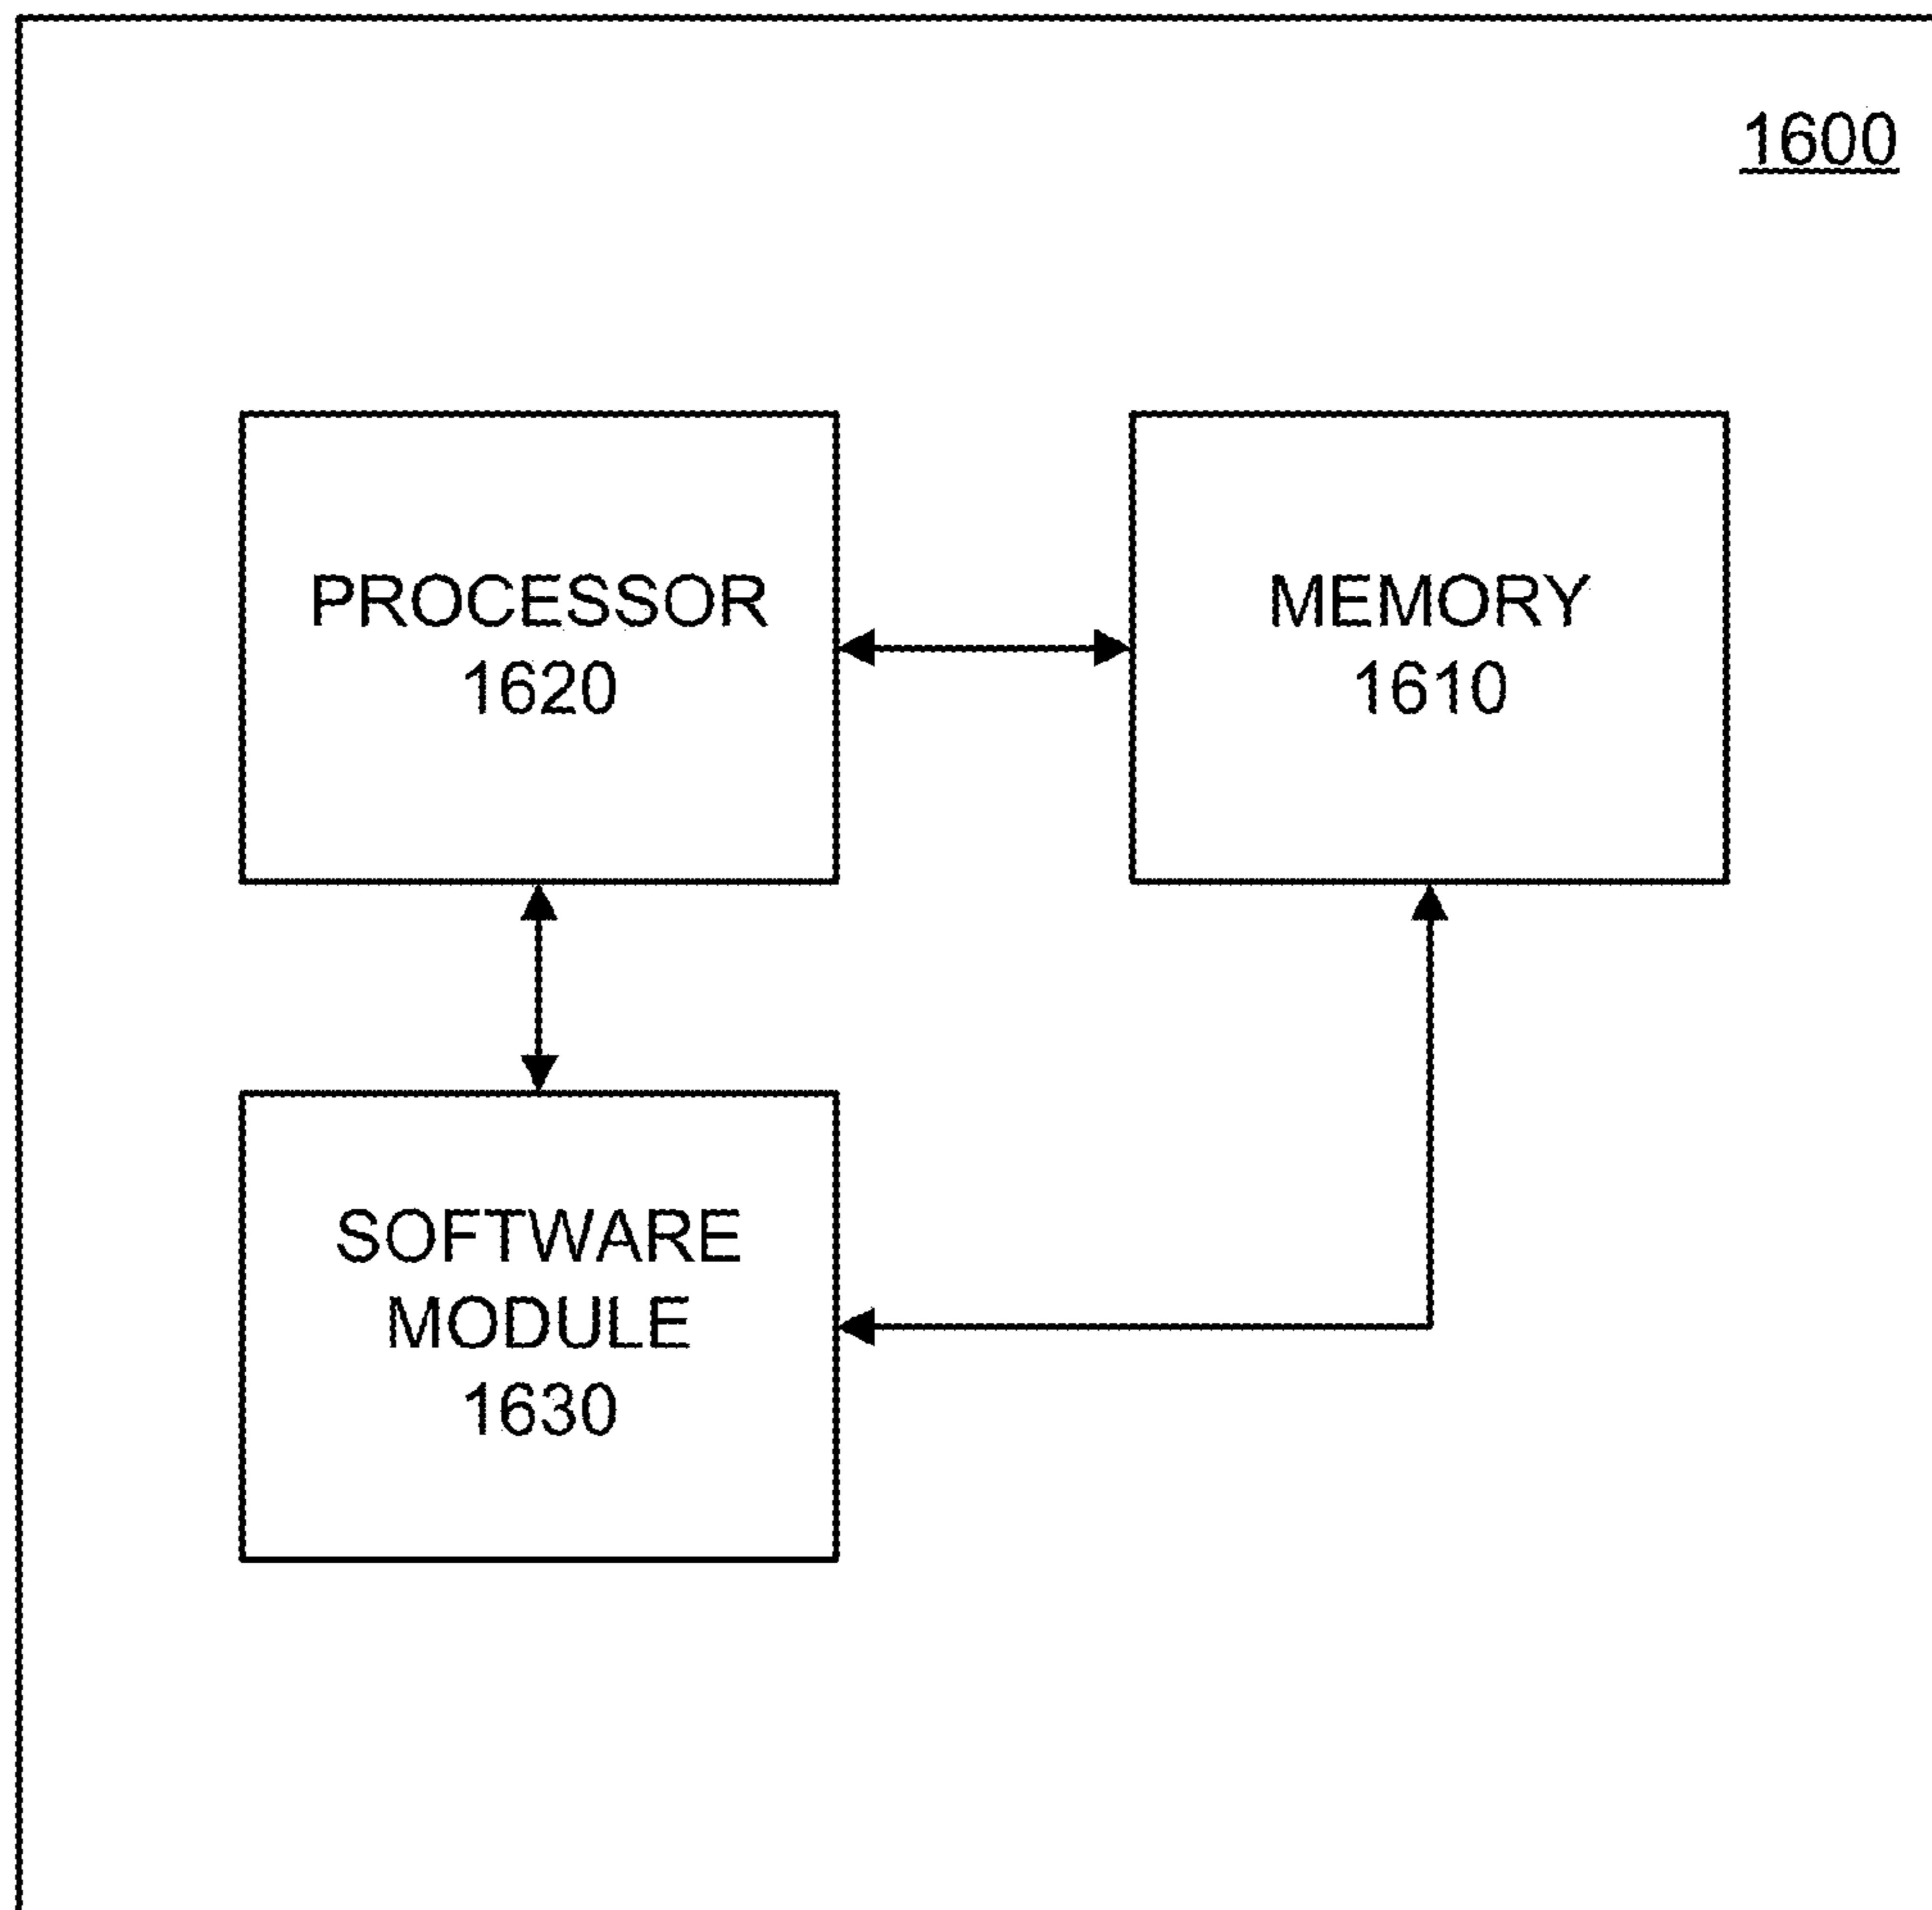 1600
PROCESSOR
1620
MEMORY
1610
SOFTWARE
MODULE
1630